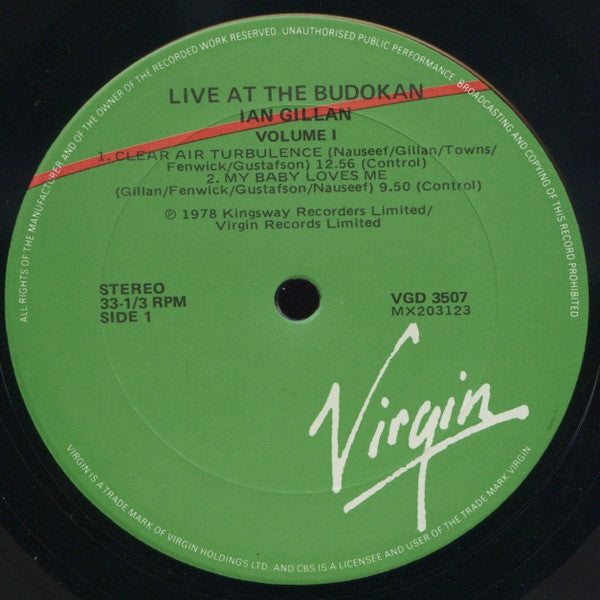 ALL RIGHTS OF THE MANUFACTURER AND OF THE OWNER OF THE RECORDED WORK RESERVED. UNAUTHORISED PUBLIC PERFORMANCE, BROADCASTING AND COPYING OF THIS RECORD PROHIBITED
LIVE AT THE BUDOKAN
IAN GILLAN
VOLUME I
1. CLEAR AIR TURBULENCE (Nauseef/Gillan/Towns/
Fenwick/Gustafson) 12.56 (Control)
2. MY BABY LOVES ME
(Gillan/Fenwick/Gustafson/Nauseef) 9.50 (Control)
℗ 1978 Kingsway Recorders Limited/
Virgin Records Limited
STEREO
33-1/3 RPM
SIDE 1
VGD 3507
MX203123
Virgin
VIRGIN IS A TRADE MARK OF VIRGIN HOLDINGS LTD AND CBS IS A LICENSEE AND USER OF THE TRADE MARK VIRGIN